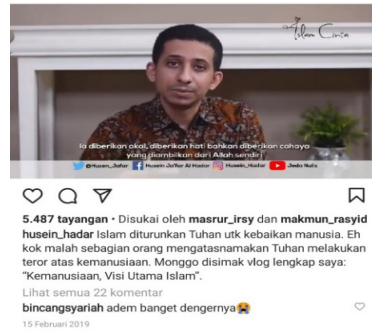 Islam Cinta
Ia diberikan akal, diberikan hati bahkan diberikan cahaya
yang diambilkan dari Allah sendiri
@Husen_Jafar Husein Ja'far Al Hadar Husein_Hadar Jeda Nulis
5.487 tayangan • Disukai oleh masrur_irsy dan makmun_rasyid
husein_hadar Islam diturunkan Tuhan utk kebaikan manusia. Eh
kok malah sebagian orang mengatasnamakan Tuhan melakukan
teror atas kemanusiaan. Monggo disimak vlog lengkap saya:
"Kemanusiaan, Visi Utama Islam".
Lihat semua 22 komentar
bincangsyariah adem banget dengernya😭
15 Februari 2019